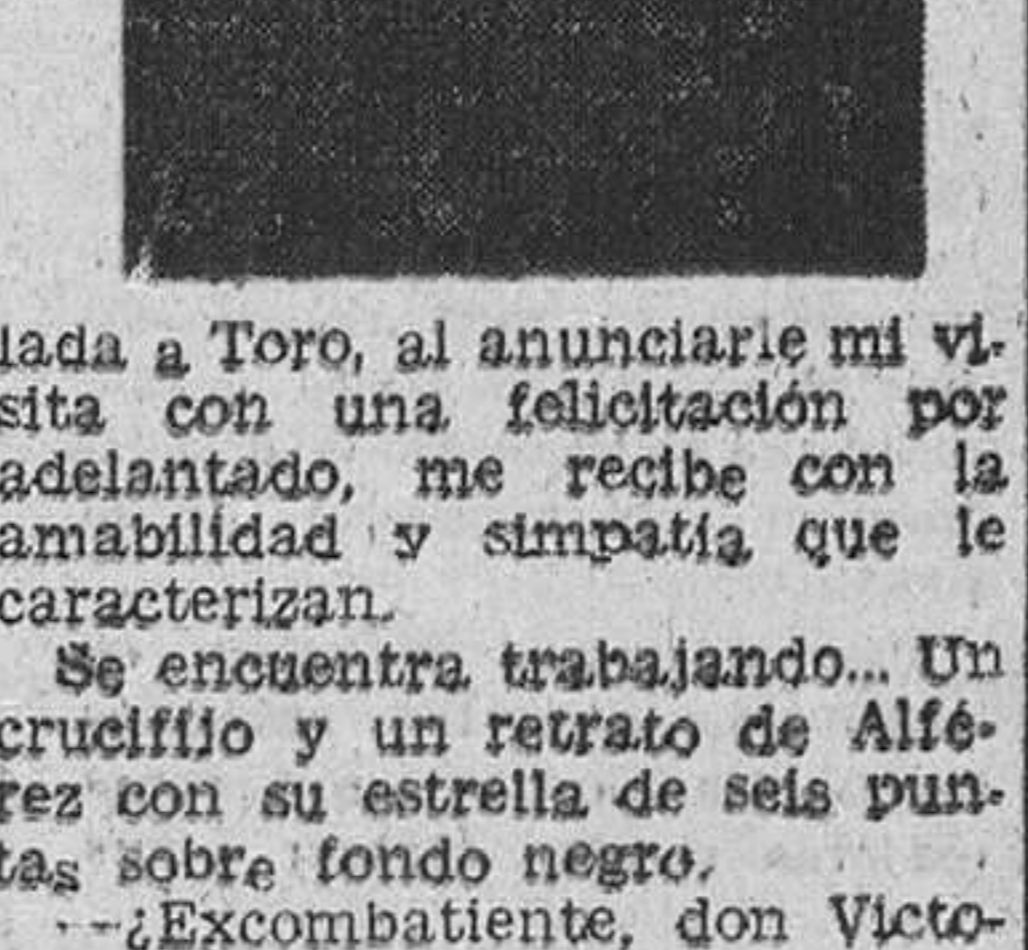 lada a Toro, al anunciarle mi vi-
sita con una felicitación por
adelantado, me recibe con la
amabilidad y simpatía que le
caracterizan.
Se encuentra trabajando... Un
crucifijo y un retrato de Alfé-
rez con su estrella de seis pun-
tas sobre fondo negro.
--¿Excombatiente, don Victo-